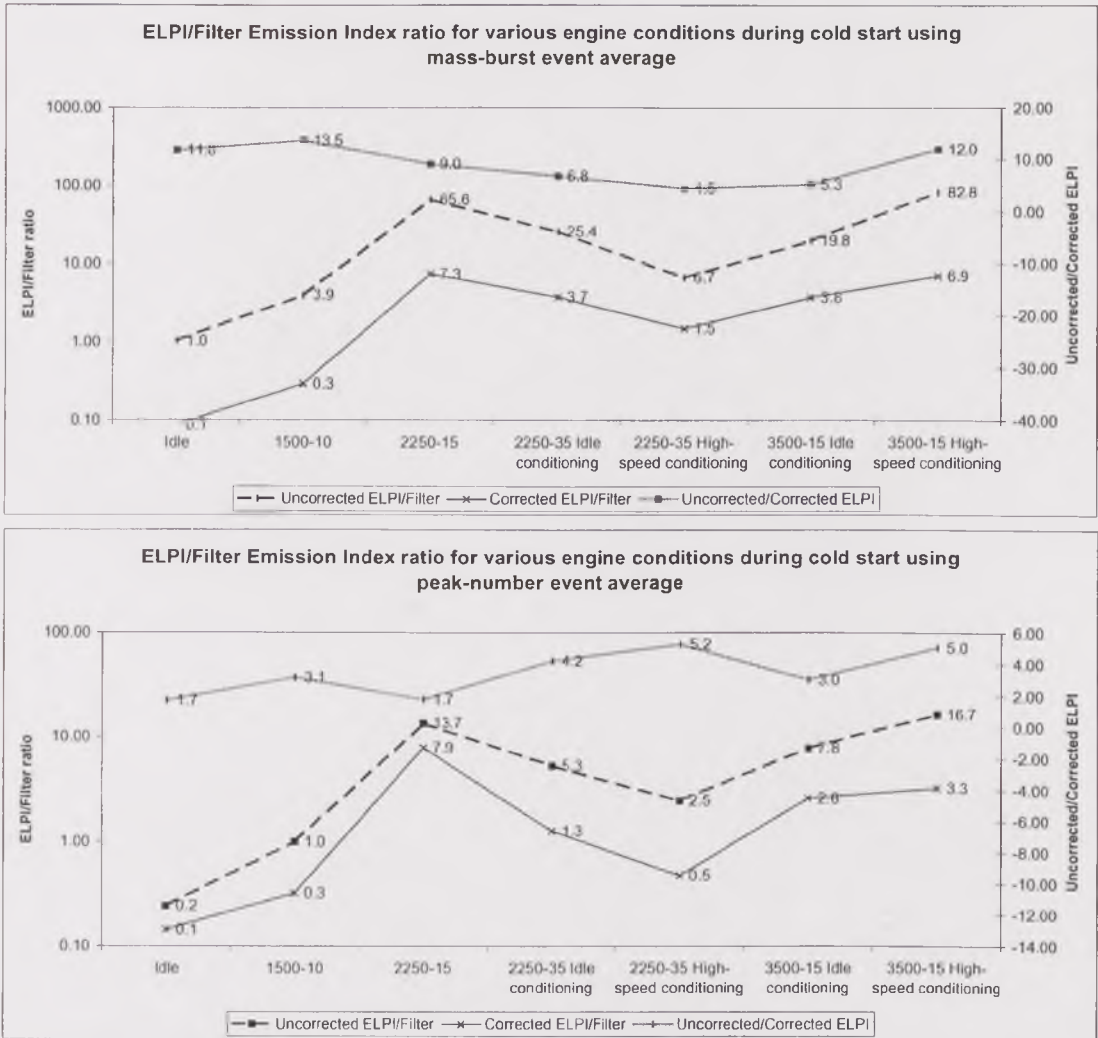 ELPI/Filter Emission Index ratio for various engine conditions during cold start using
mass-burst event average
ELPI/Filter ratio
1000.00
100.00
10.00
1.00
0.10
Uncorrected/Corrected ELPI
20.00
10.00
0.00
-10.00
-20.00
-30.00
-40.00
13.5
9.0
6.8
1.5
5.3
12.0
1.0
3.9
65.6
25.4
6.7
19.8
82.8
0.1
0.3
7.3
3.7
1.5
6.9
Idle
1500-10
2250-15
2250-35 Idle
conditioning
2250-35 High-
speed conditioning
3500-15 Idle
conditioning
3500-15 High-
speed conditioning
Uncorrected ELPI/Filter
Corrected ELPI/Filter
Uncorrected/Corrected ELPI
ELPI/Filter Emission Index ratio for various engine conditions during cold start using
peak-number event average
ELPI/Filter ratio
100.00
10.00
1.00
0.10
Uncorrected/Corrected ELPI
6.00
4.00
2.00
0.00
-2.00
-4.00
-6.00
-8.00
-10.00
-12.00
-14.00
1.7
3.1
1.7
4.2
5.2
3.0
5.0
0.2
1.0
13.7
5.3
2.5
7.8
16.7
0.1
0.3
7.9
1.3
0.5
3.3
Idle
1500-10
2250-15
2250-35 Idle
conditioning
2250-35 High-
speed conditioning
3500-15 Idle
conditioning
3500-15 High-
speed conditioning
Uncorrected ELPI/Filter
Corrected ELPI/Filter
Uncorrected/Corrected ELPI